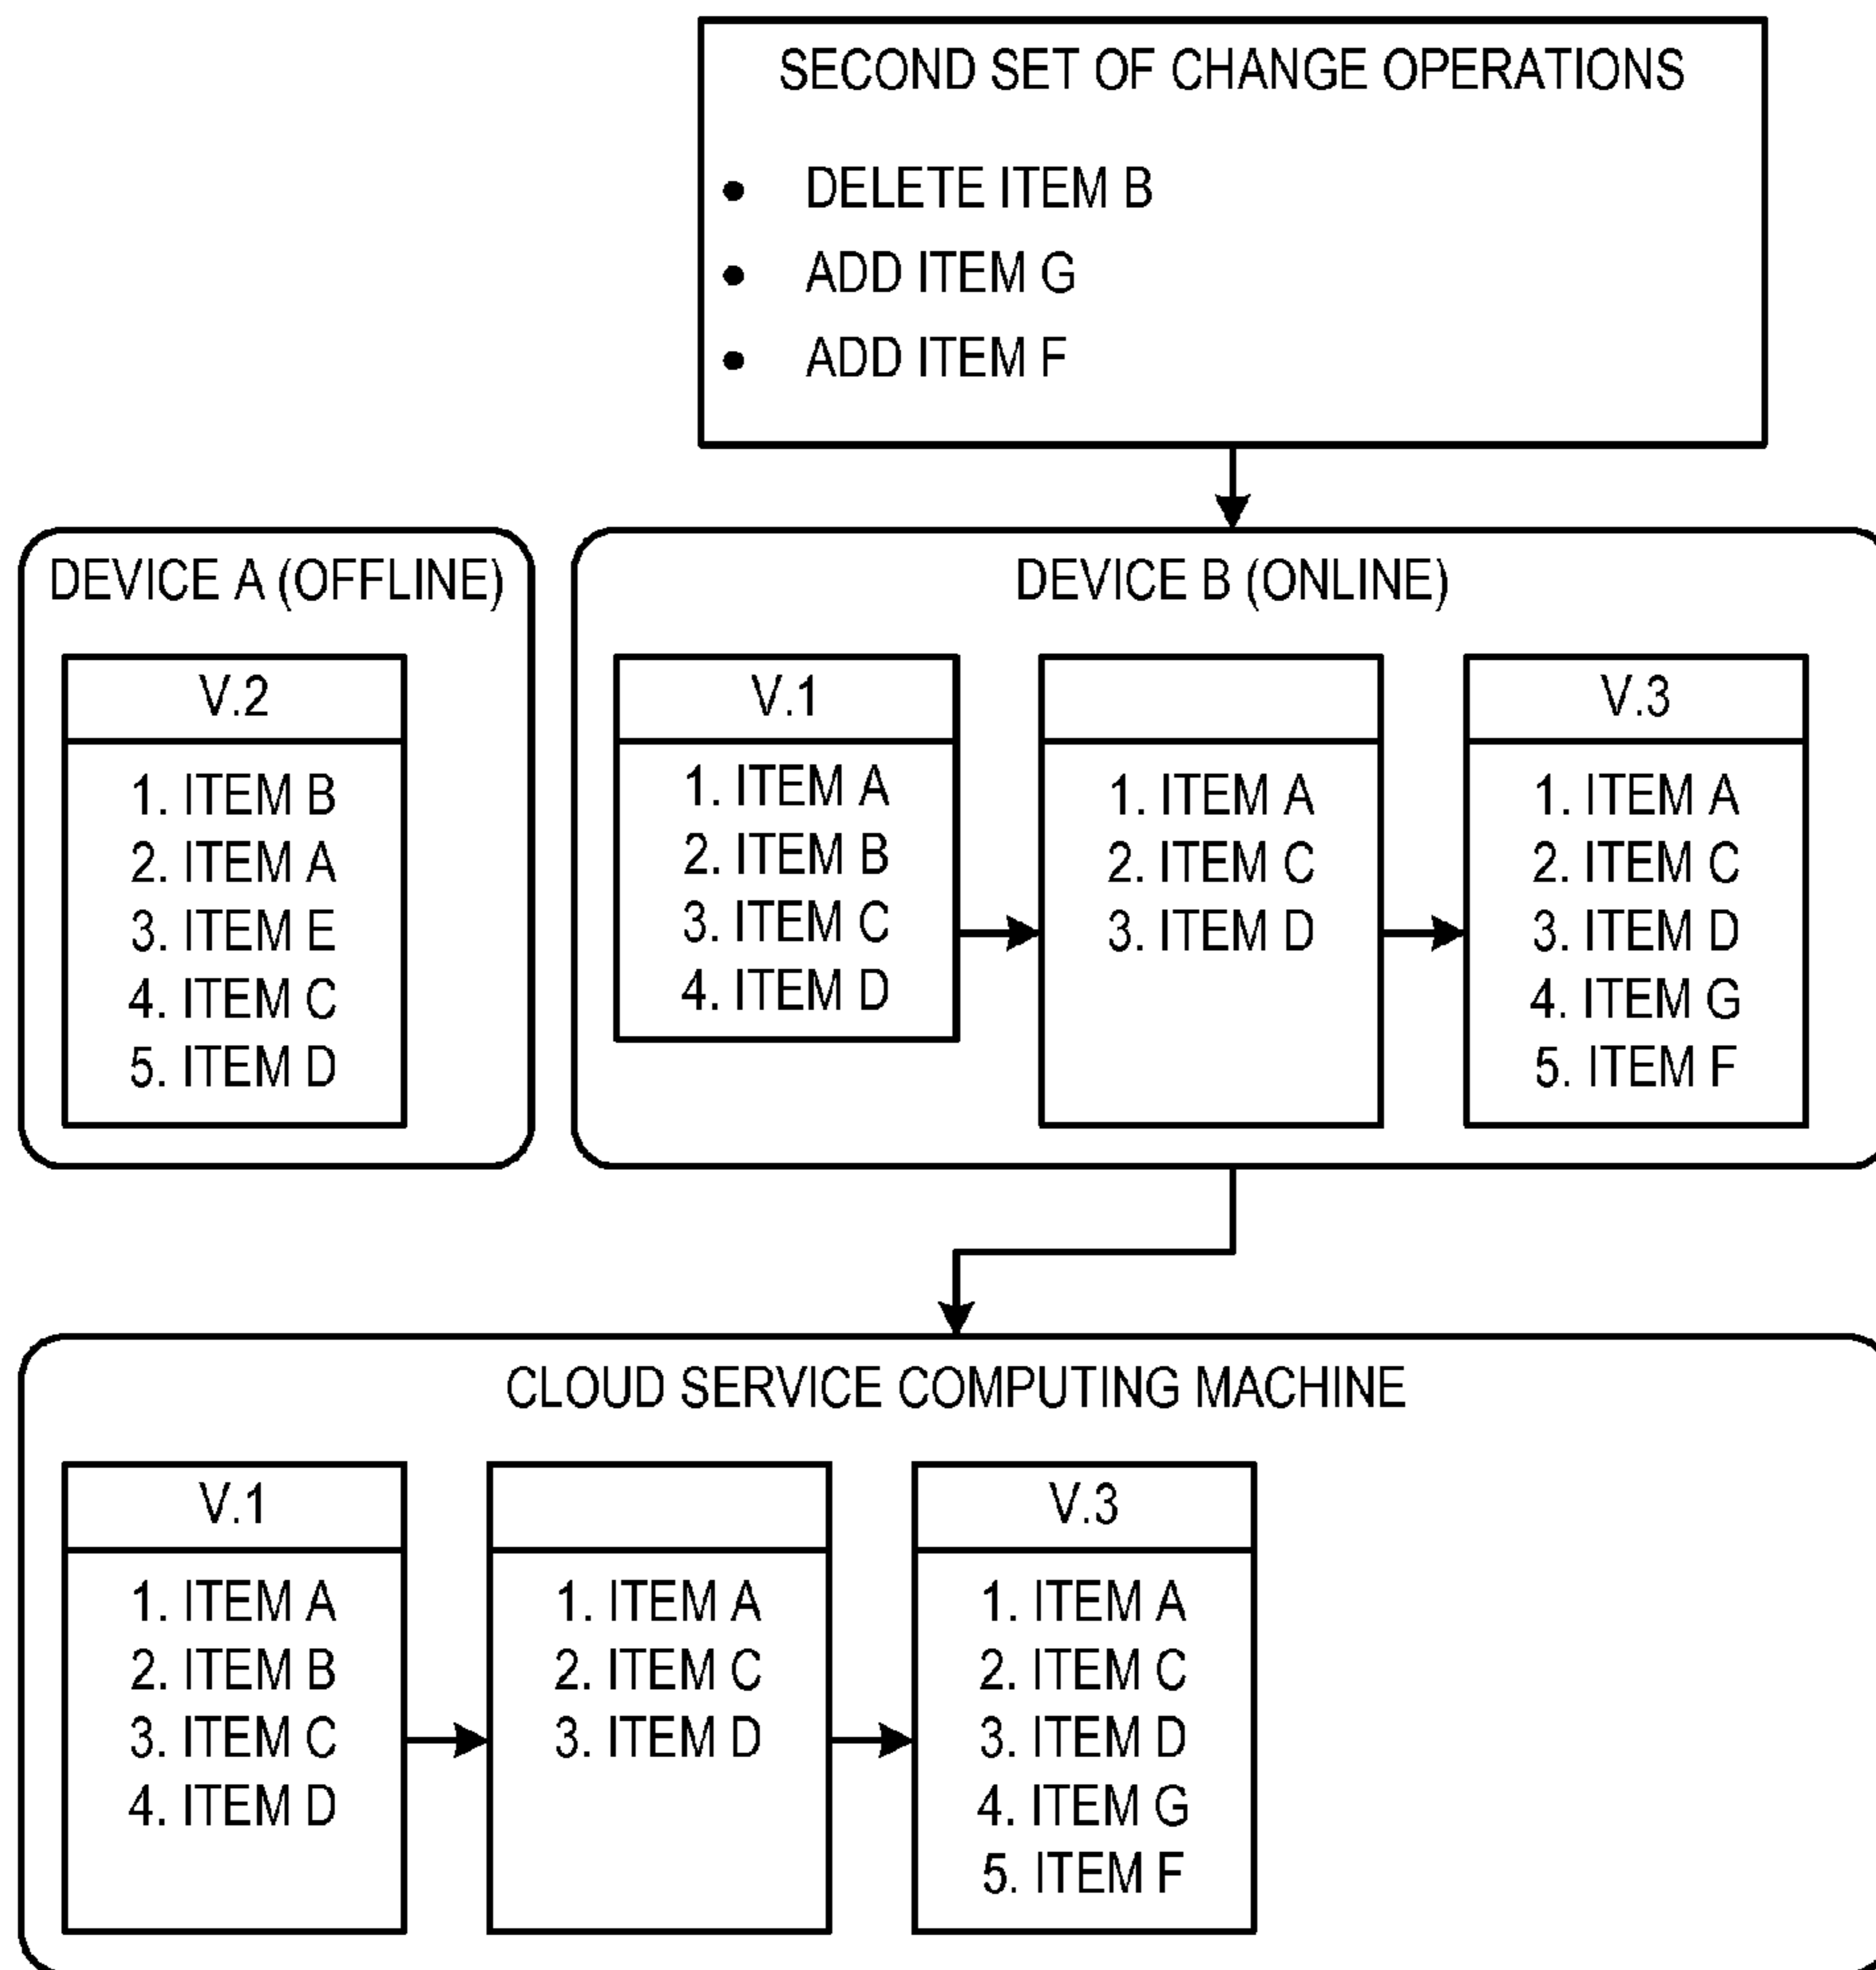 SECOND SET OF CHANGE OPERATIONS
• DELETE ITEM B
• ADD ITEM G
• ADD ITEM F
DEVICE A (OFFLINE)
V.2
1. ITEM B
2. ITEM A
3. ITEM E
4. ITEM C
5. ITEM D
DEVICE B (ONLINE)
V.1
1. ITEM A
2. ITEM B
3. ITEM C
4. ITEM D
1. ITEM A
2. ITEM C
3. ITEM D
V.3
1. ITEM A
2. ITEM C
3. ITEM D
4. ITEM G
5. ITEM F
CLOUD SERVICE COMPUTING MACHINE
V.1
1. ITEM A
2. ITEM B
3. ITEM C
4. ITEM D
1. ITEM A
2. ITEM C
3. ITEM D
V.3
1. ITEM A
2. ITEM C
3. ITEM D
4. ITEM G
5. ITEM F